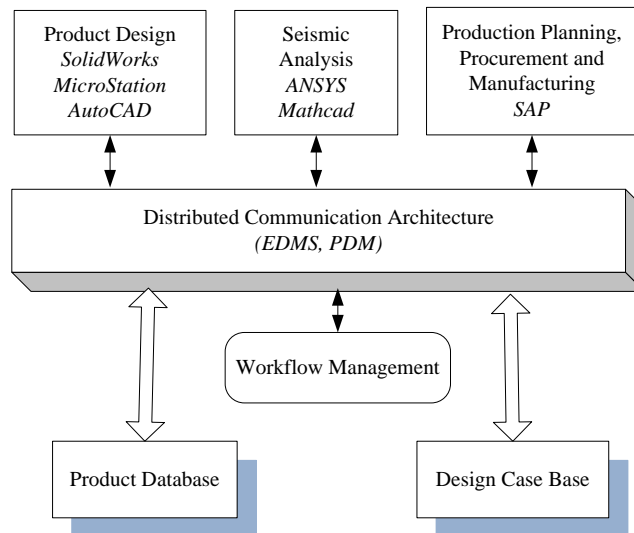 Product Design
SolidWorks
MicroStation
AutoCAD
Seismic
Analysis
ANSYS
Mathcad
Production Planning,
Procurement and
Manufacturing
SAP
Distributed Communication Architecture
(EDMS, PDM)
Workflow Management
Product Database
Design Case Base